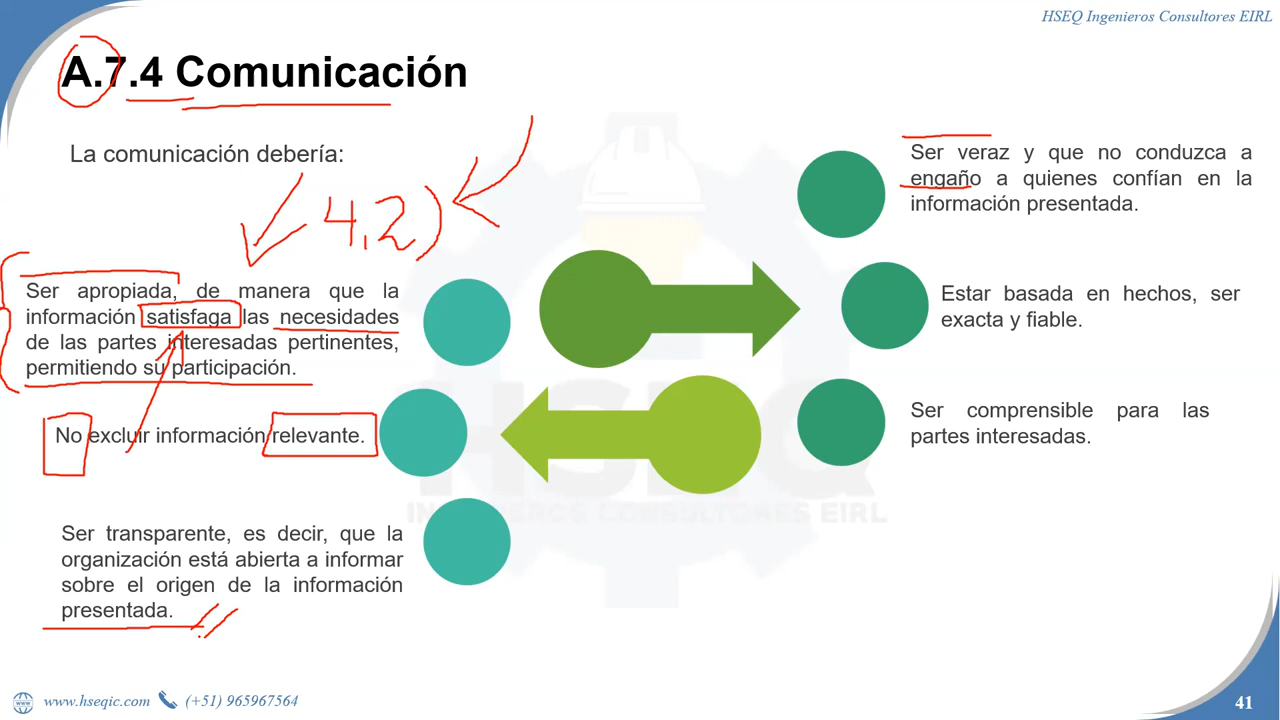 HSEQ Ingenieros Consultores EIRL
A.7.4 Comunicación
La comunicación debería:
4.2)
Ser apropiada, de manera que la
información satisfaga las necesidades
de las partes interesadas pertinentes,
permitiendo su participación.
No excluir información relevante.
Ser transparente, es decir, que la
organización está abierta a informar
sobre el origen de la información
presentada.
Ser veraz y que no conduzca a
engaño a quienes confían en la
información presentada.
Estar basada en hechos, ser
exacta y fiable.
Ser comprensible para las
partes interesadas.
HSEQ
INGENIEROS CONSULTORES EIRL
www.hseqic.com (+51) 965967564
41